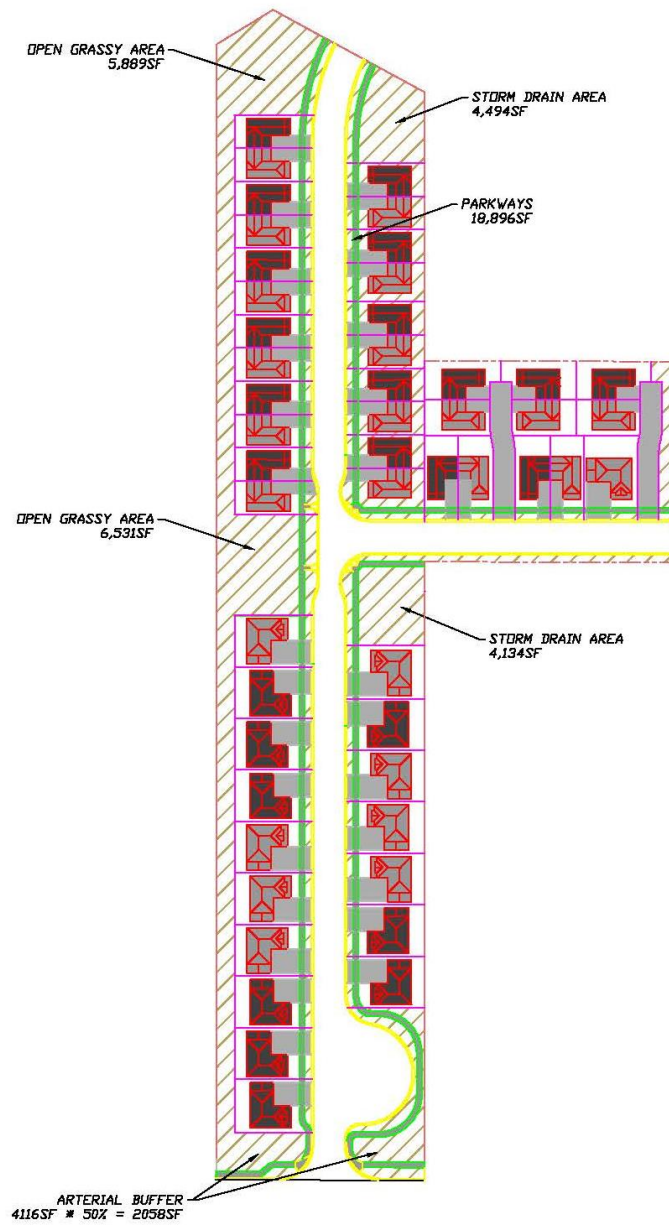 OPEN GRASSY AREA
5,889SF
STORM DRAIN AREA
4,494SF
PARKWAYS
18,896SF
OPEN GRASSY AREA
6,531SF
STORM DRAIN AREA
4,134SF
ARTERIAL BUFFER
4116SF * 50% = 2058SF